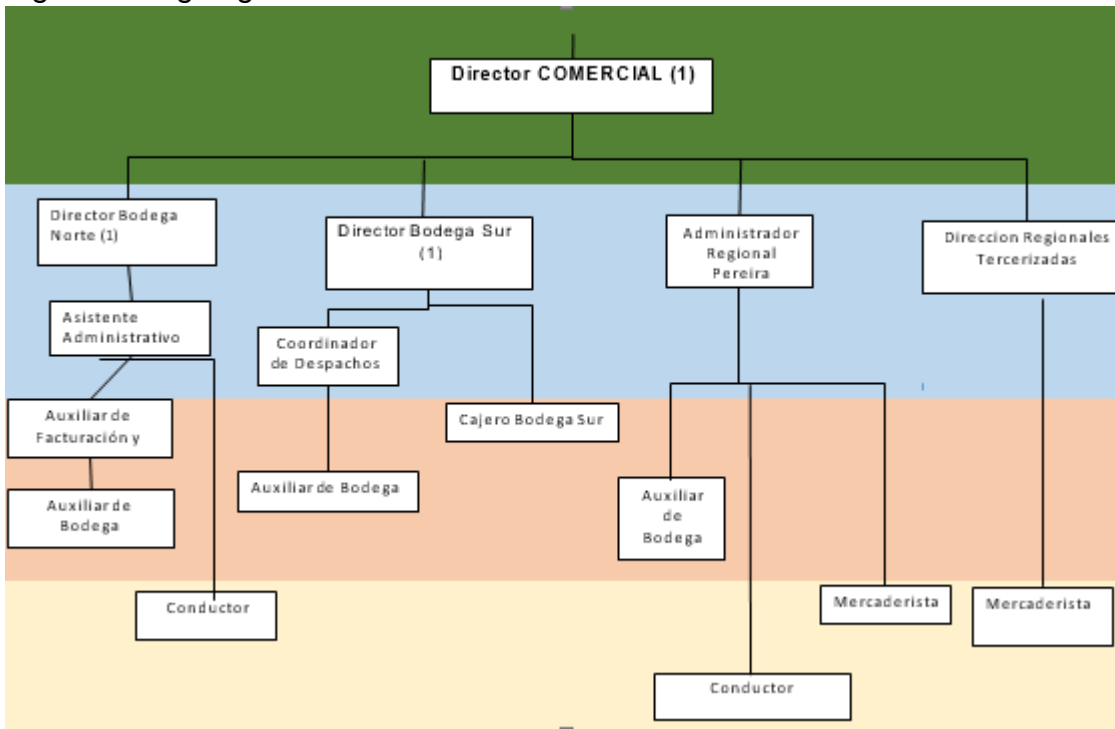 Director COMERCIAL (1)
Director Bodega
Norte (1)
Director Bodega Sur
(1)
Administrador
Regional
Pereira
Direccion Regionales
Tercerizadas
Asistente
Administrativo
Coordinador
de Despachos
Auxiliar de
Facturación y
Cajero Bodega Sur
Auxiliar de Bodega
Auxiliar de
Bodega
Auxiliar
de
Bodega
Conductor
Mercaderista
Mercaderista
Conductor